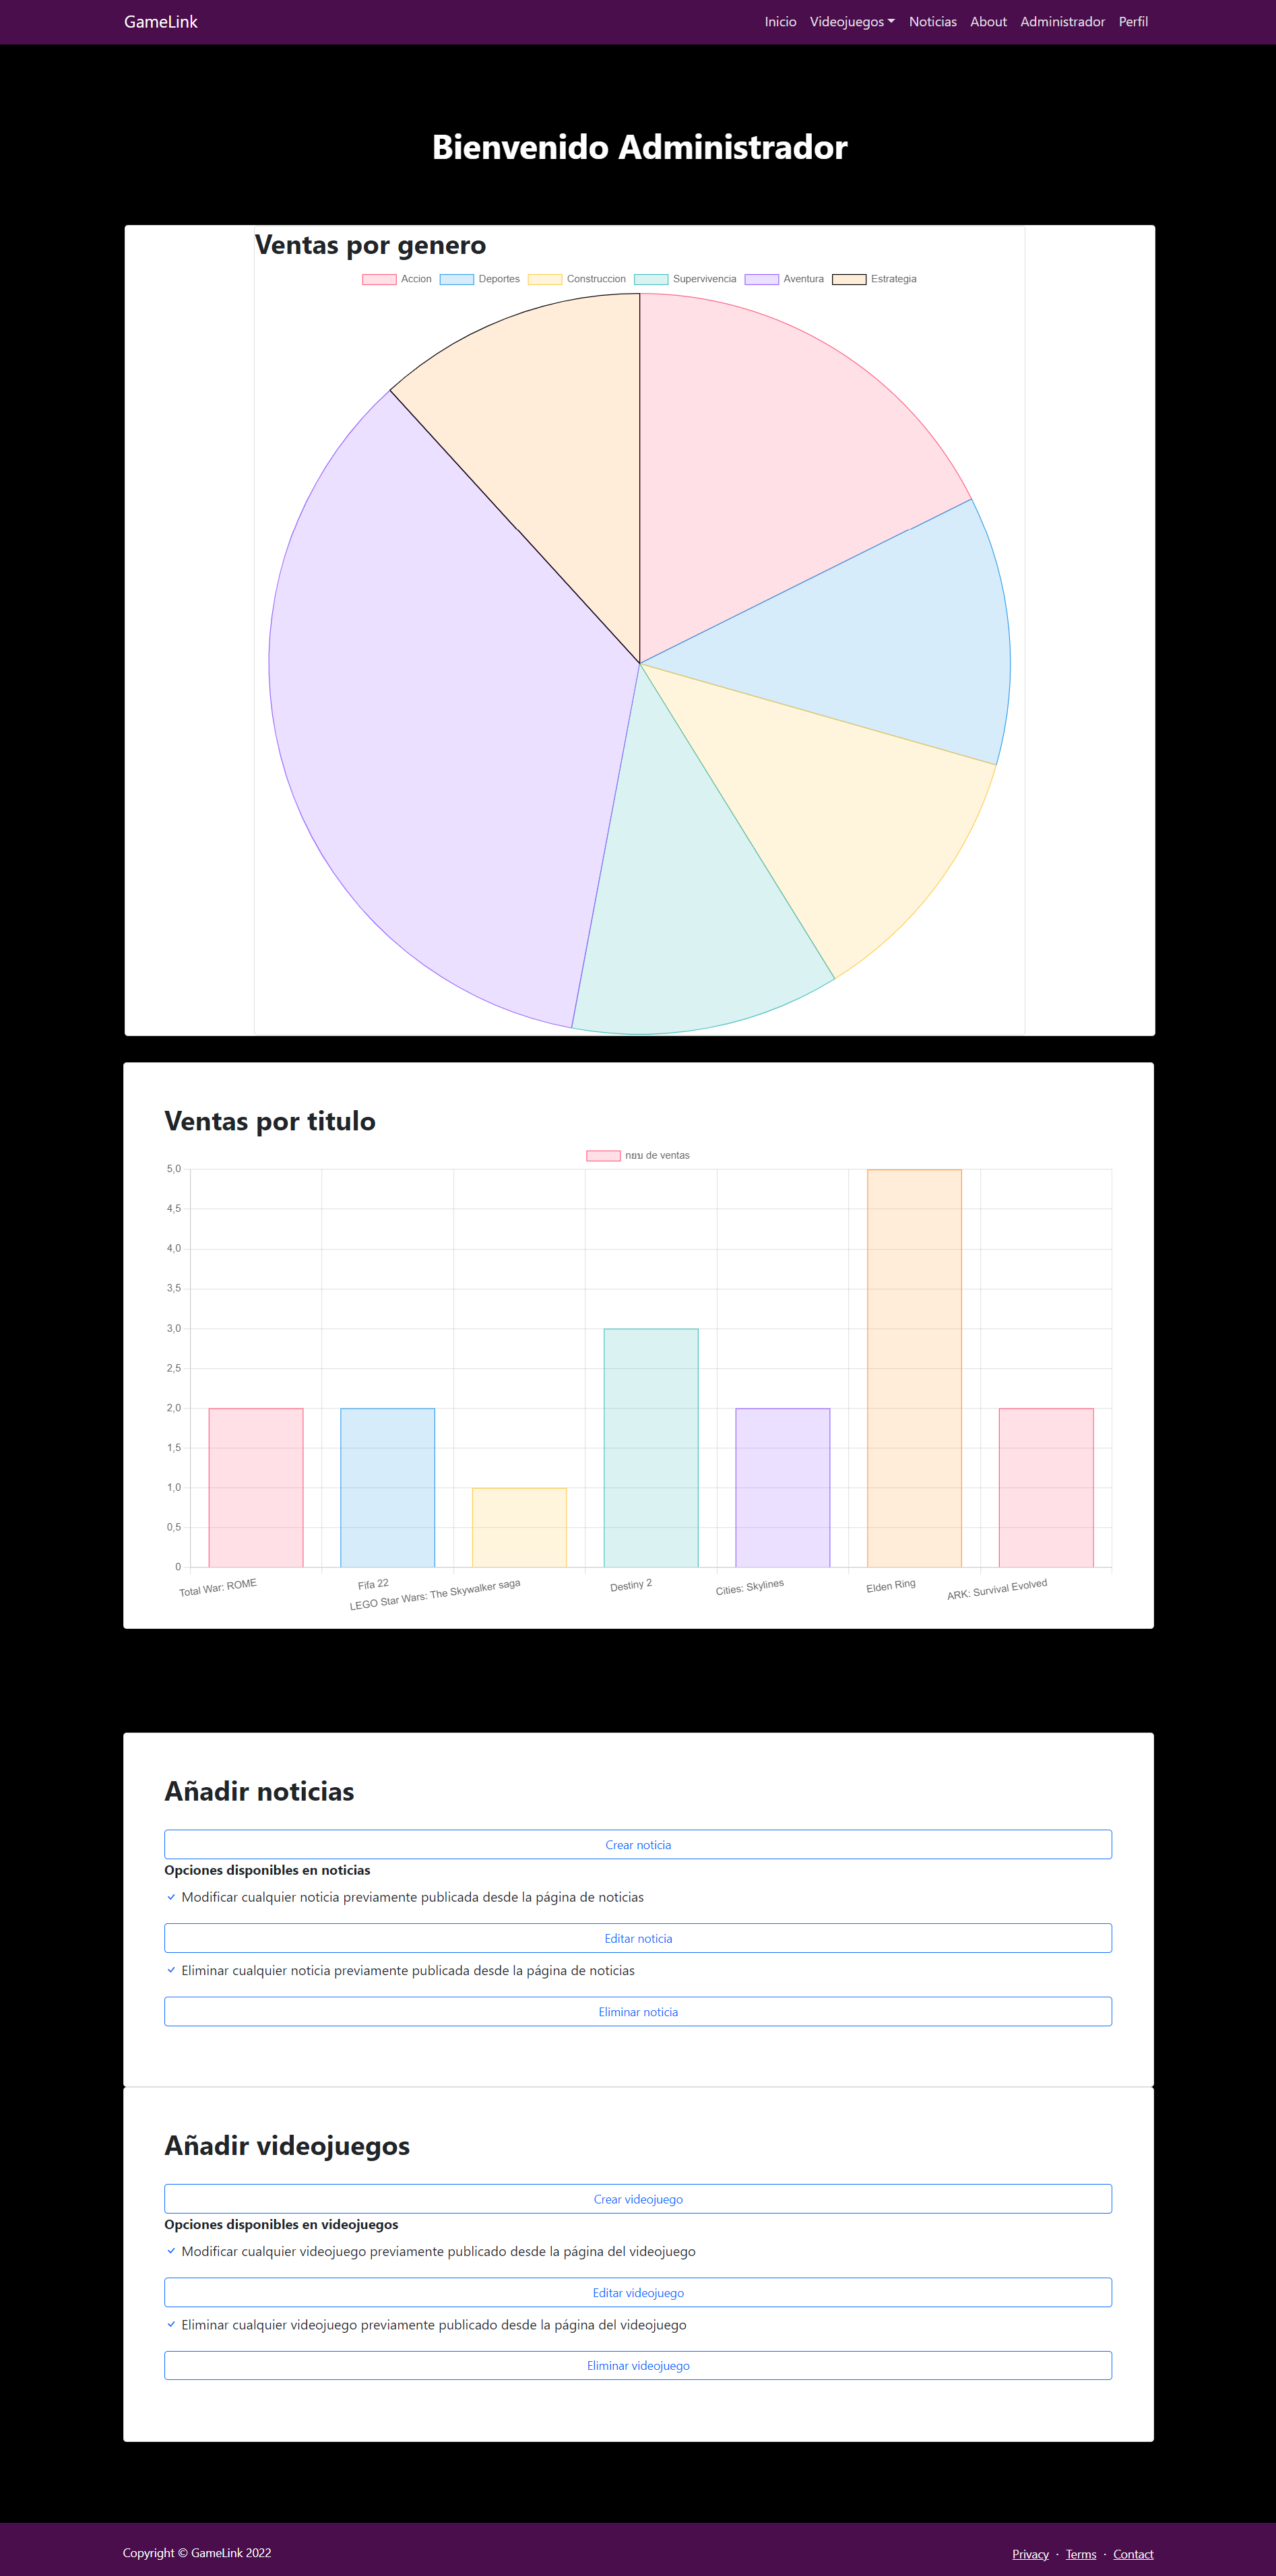 GameLink
Inicio Videojuegos Noticias About Administrador Perfil
Bienvenido Administrador
Ventas por genero
Accion Deportes Construccion Supervivencia Aventura Estrategia
Ventas por titulo
de ventas
5,0
4,5
4,0
3,5
3,0
2,5
2,0
1,5
1,0
0,5
0
Total War: ROME
Fifa 22
LEGO Star Wars: The Skywalker saga
Destiny 2
Cities: Skylines
Elden Ring
ARK: Survival Evolved
Añadir noticias
Crear noticia
Opciones disponibles en noticias
Modificar cualquier noticia previamente publicada desde la página de noticias
Editar noticia
Eliminar cualquier noticia previamente publicada desde la página de noticias
Eliminar noticia
Añadir videojuegos
Crear videojuego
Opciones disponibles en videojuegos
Modificar cualquier videojuego previamente publicado desde la página del videojuego
Editar videojuego
Eliminar cualquier videojuego previamente publicado desde la página del videojuego
Eliminar videojuego
Copyright © GameLink 2022
Privacy · Terms · Contact